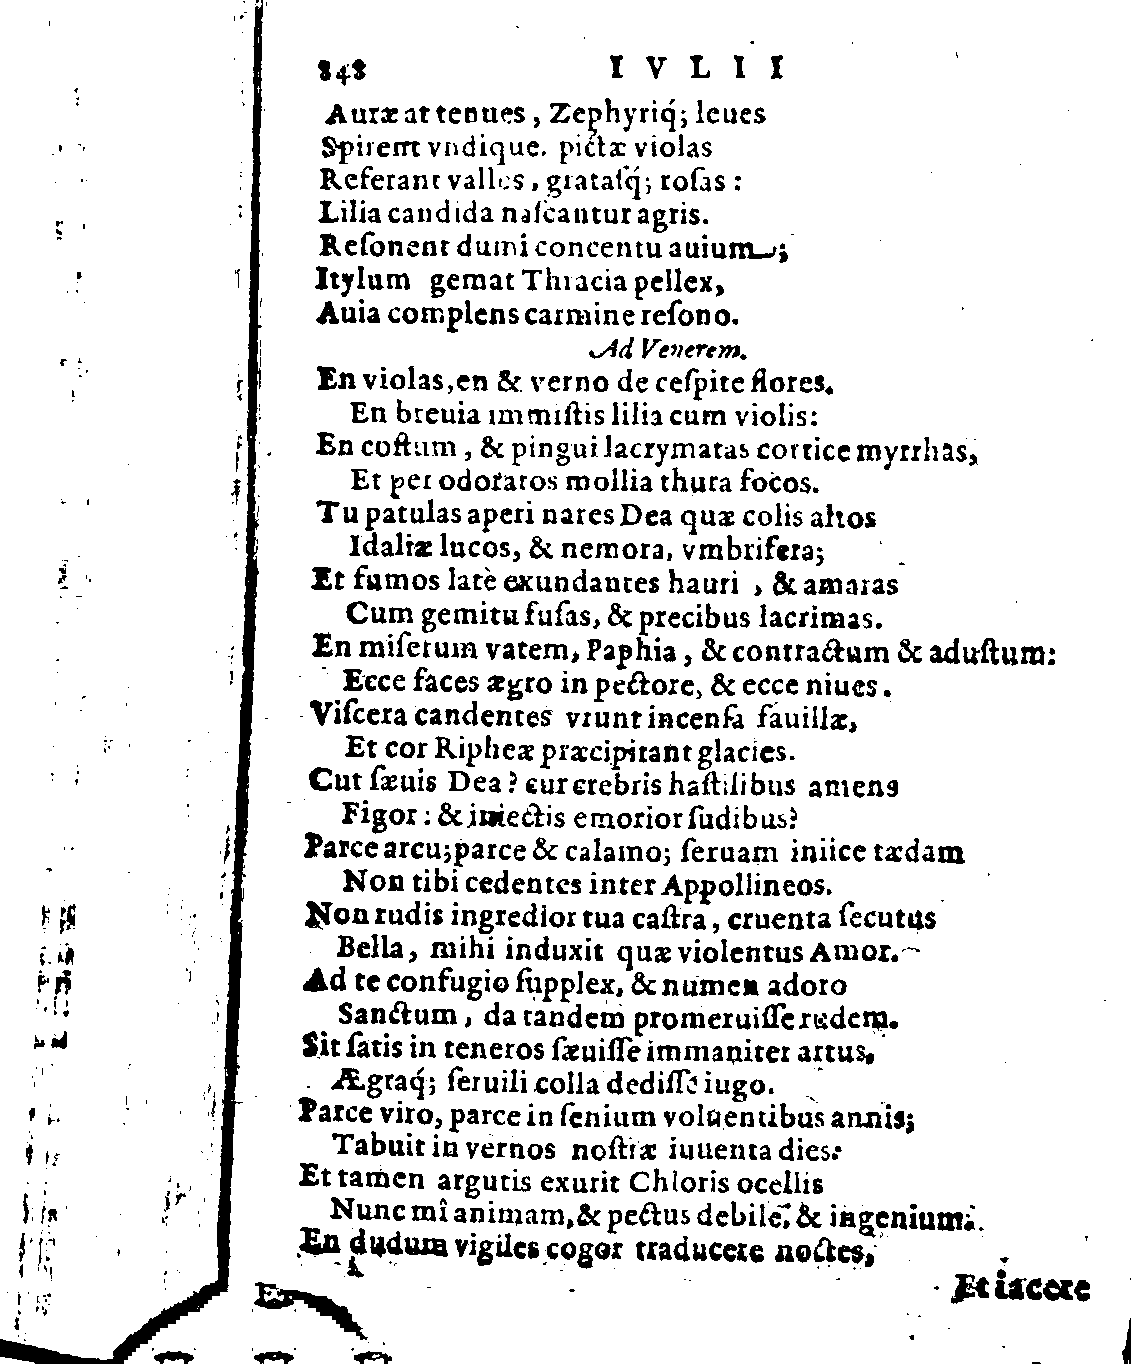 848 IVLII
Auræ at tenues, Zephyriq́; leues
Spirent vndique. pictæ violas
Referant valles, grataſq́; roſas:
Lilia candida naſcantur agris.
Reſonent dumi concentu auium;
Itylum gemat Thracia pellex,
Auia complens carmine reſono.
Ad Venerem.
En violas, en & verno de ceſpite flores.
En breuia immiſtis lilia cum violis:
En coſtum, & pingui lacrymatas cortice myrrhas,
Et per odoratos mollia thura focos.
Tu patulas aperi nares Dea quæ colis altos
Idaliæ lucos, & nemora, vmbrifera;
Et fumos latè exundantes hauri, & amaras
Cum gemitu fuſas, & precibus lacrimas.
En miſerum vatem, Paphia, & contractum & aduſtum:
Ecce faces ægro in pectore, & ecce niues.
Viſcera candentes vrunt incenſa fauillæ,
Et cor Ripheæ præcipitant glacies.
Cur ſæuis Dea? cur crebris haſtilibus amens
Figor: & iniectis emorior ſudibus?
Parce arcu; parce & calamo; ſeruam iniice tædam
Non tibi cedentes inter Appollineos.
Non rudis ingredior tua caſtra, cruenta ſecutus
Bella, mihi induxit quæ violentus Amor.
Ad te confugio ſupplex, & numen adoro
Sanctum, da tandem promeruiſſe rudem.
Sit ſatis in teneros ſæuiſſe immaniter artus,
Ægraq́; ſeruili colla dediſſe iugo.
Parce viro, parce in ſenium voluentibus annis;
Tabuit in vernos noſtræ iuuenta dies:
Et tamen argutis exurit Chloris ocellis
Nunc mî animam, & pectus debile, & ingenium.
En dudum vigiles cogor traducere noctes,
Et iacere